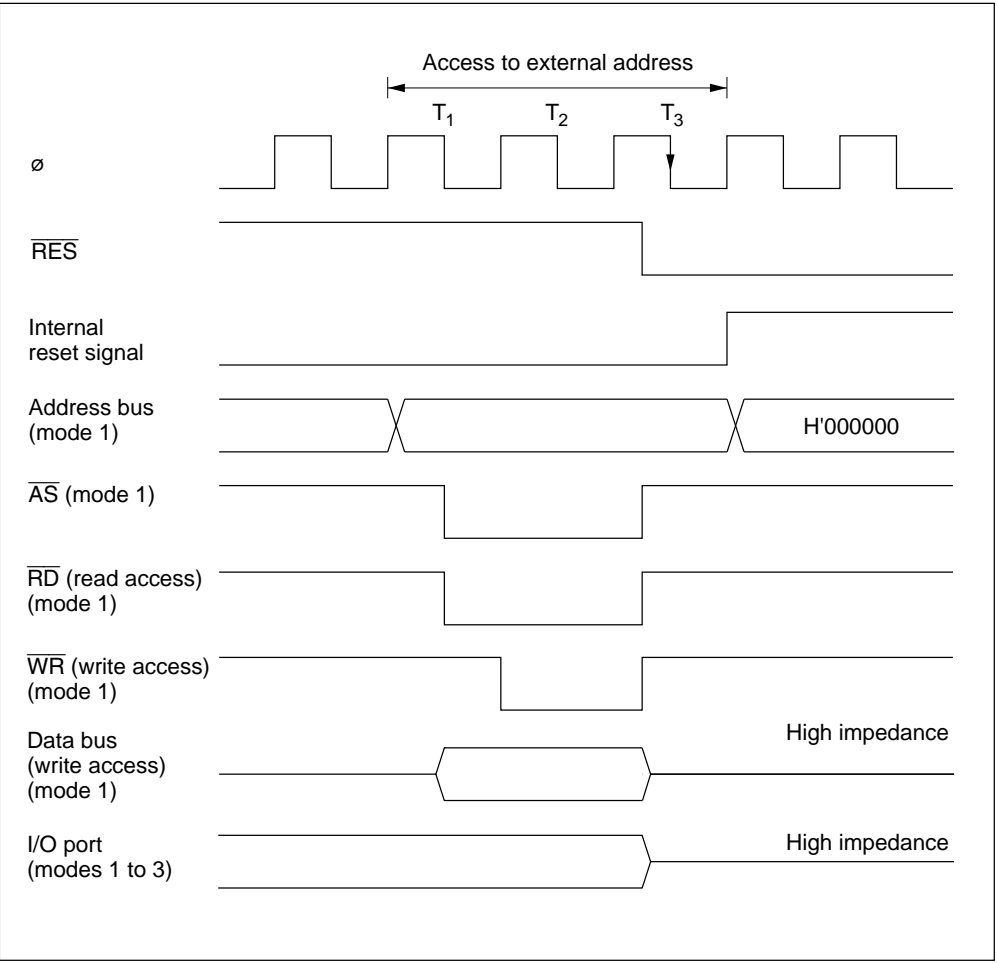 Access to external address
T1 T2 T3
ø
RES
Internal
reset signal
Address bus
(mode 1)
H'000000
AS (mode 1)
RD (read access)
(mode 1)
WR (write access)
(mode 1)
Data bus
(write access)
(mode 1)
High impedance
I/O port
(modes 1 to 3)
High impedance